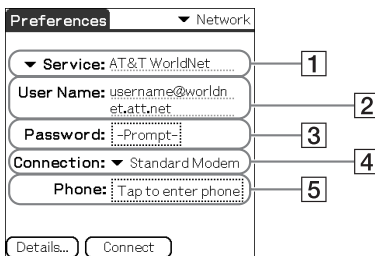 Preferences ▼ Network
▼ Service: AT&T WorldNet 1
User Name: username@worldn
et.att.net 2
Password: -Prompt- 3
Connection: ▼ Standard Modem 4
Phone: Tap to enter phone 5
Details... Connect